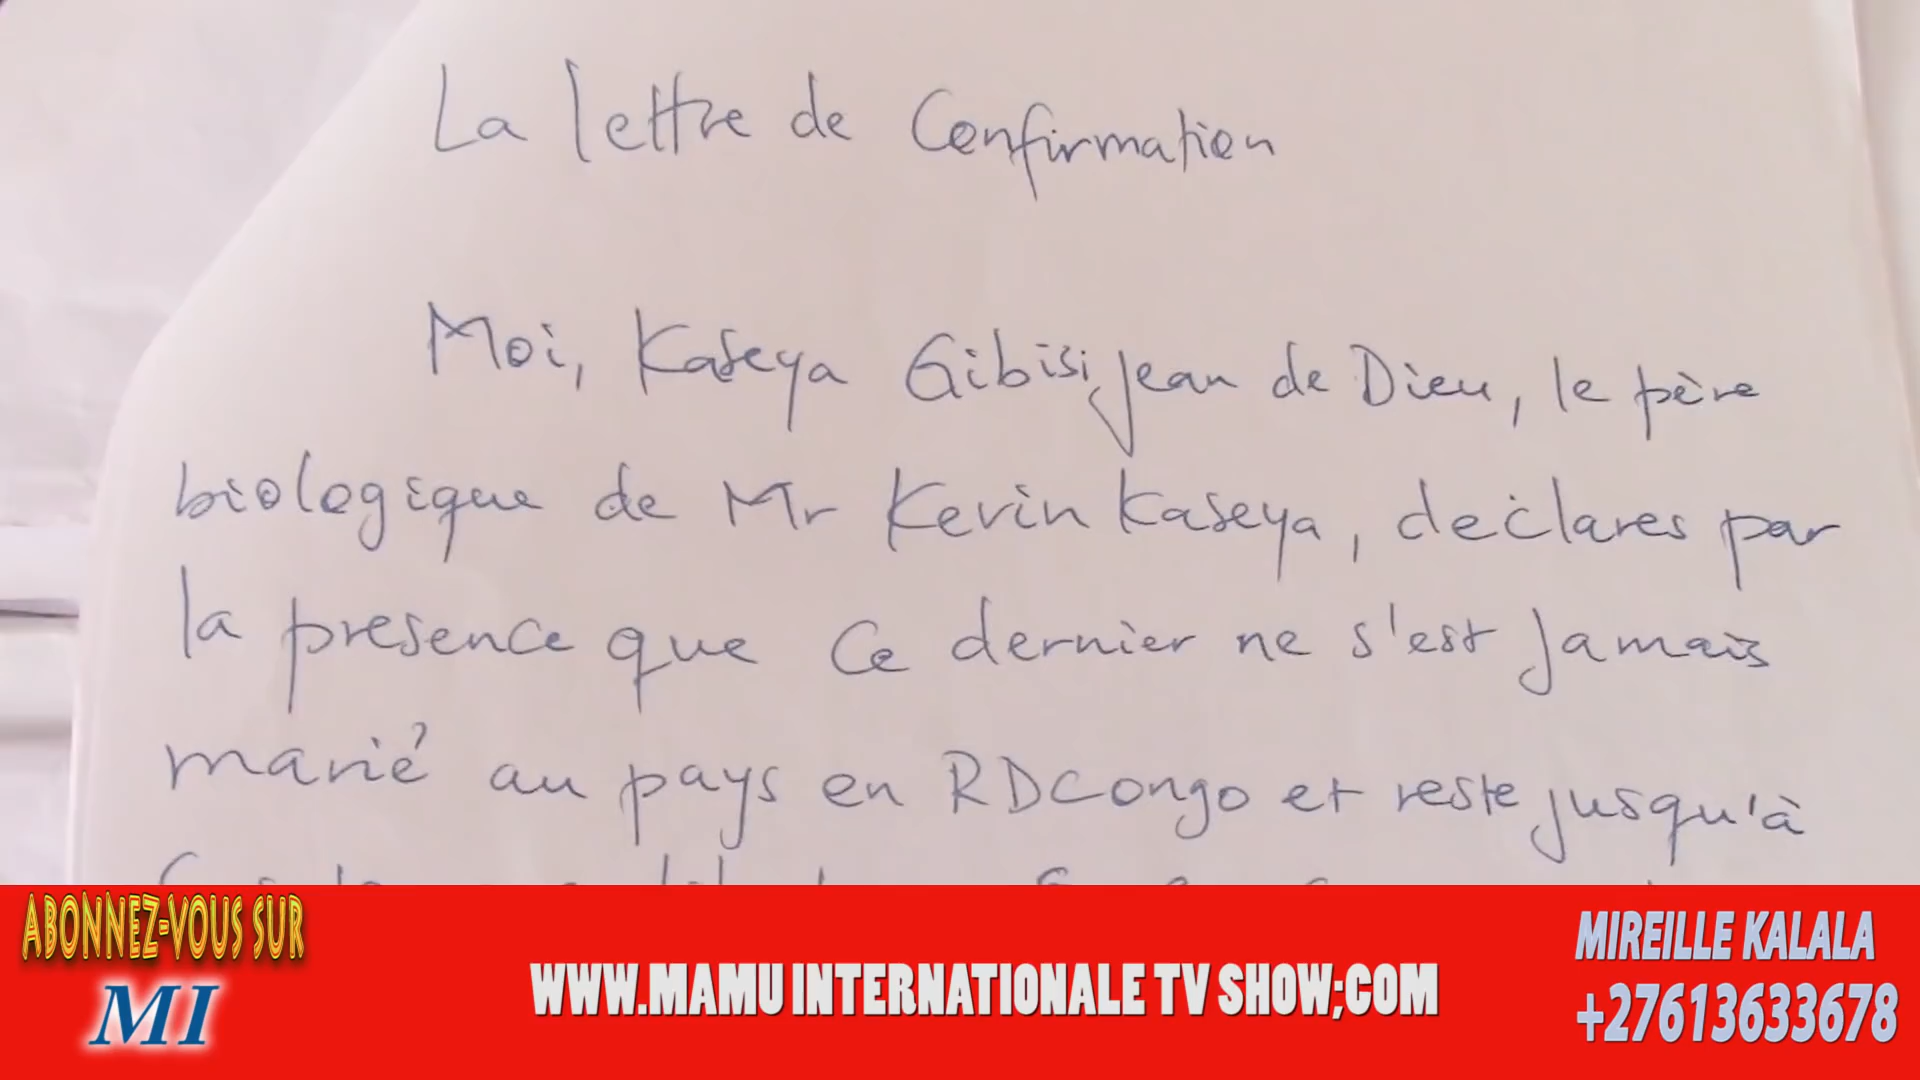 La lettre de Confirmation
Moi, Kaseya Gibisi, Jean de Dieu, le père
biologique de Mr Kevin Kaseya, declares par
la presence que Ce dernier ne s'est Jamais
marié au pays en RDCongo et reste jusqu'à
ABONNEZ-VOUS SUR
MI
WWW.MAMU INTERNATIONALE TV SHOW;COM
MIREILLE KALALA
+27613633678